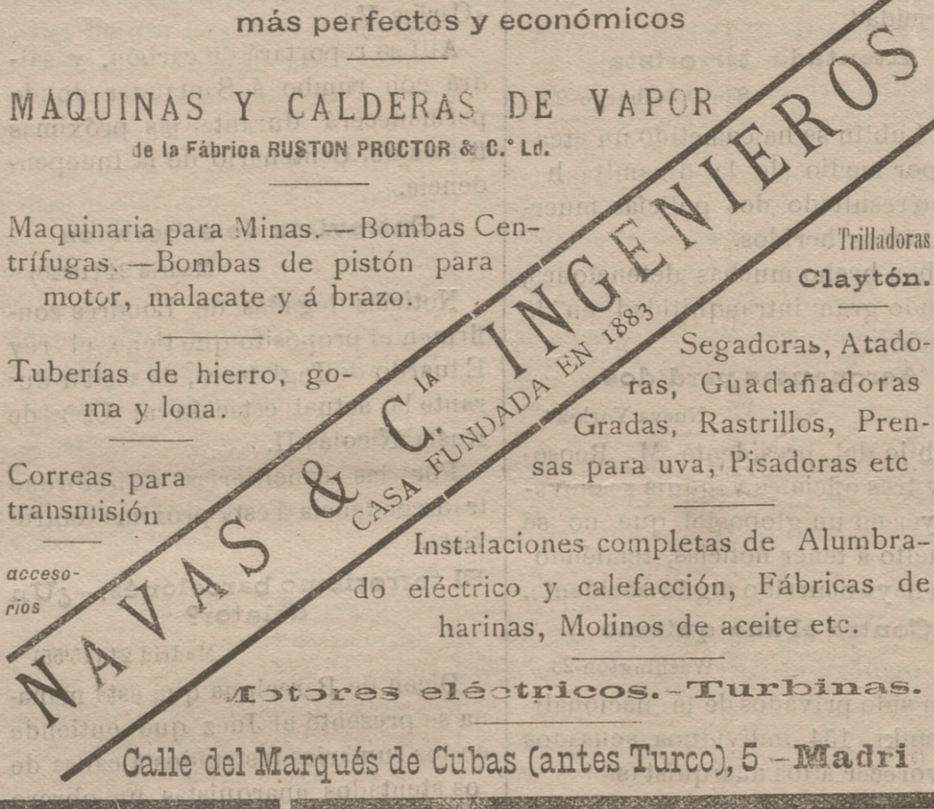 más perfectos y económicos
MAQUINAS Y CALDERAS DE VAPOR
de la Fábrica RUSTON PROCTOR & C.º Ld.
Maquinaria para Minas.—Bombas Cen-
trífugas.—Bombas de pistón para
motor, malacate y á brazo.
Tuberías de hierro, go-
ma y lona.
Correas para
transmisión
acceso-
rios
NAVAS & C.IA INGENIEROS
CASA FUNDADA EN 1883
Trilladoras
Claytón.
Segadoras, Atado-
ras, Guadañadoras
Gradas, Rastrillos, Pren-
sas para uva, Pisadoras etc
Instalaciones completas de Alumbra-
do eléctrico y calefacción, Fábricas de
harinas, Molinos de aceite etc.
Motores eléctricos.-Turbinas.
Calle del Marqués de Cubas (antes Turco), 5 - Madri